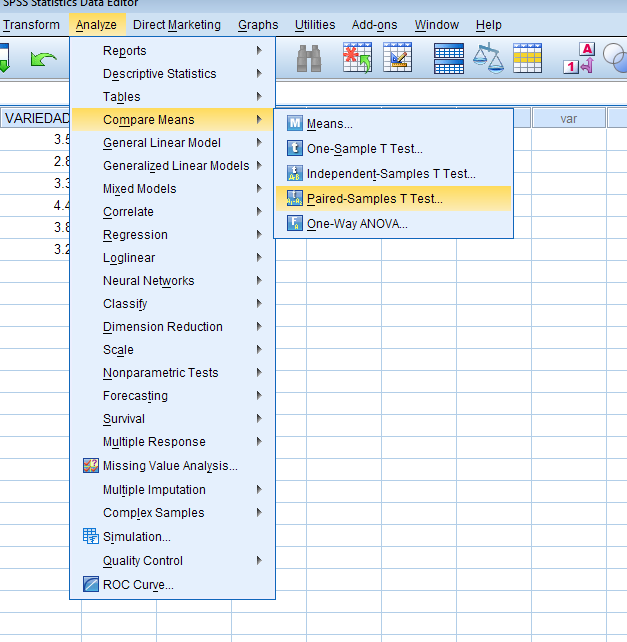 SPSS Statistics Data Editor
Transform Analyze Direct Marketing Graphs Utilities Add-ons Window Help
A
1
VARIEDAD
var
3.5
2.8
3.3
4.4
3.8
3.2
Reports
Descriptive Statistics
Tables
Compare Means
General Linear Model
Generalized Linear Models
Mixed Models
Correlate
Regression
Loglinear
Neural Networks
Classify
Dimension Reduction
Scale
Nonparametric Tests
Forecasting
Survival
Multiple Response
Missing Value Analysis...
Multiple Imputation
Complex Samples
Simulation...
Quality Control
ROC Curve...
M Means...
t One-Sample T Test...
Independent-Samples T Test...
Paired-Samples T Test...
One-Way ANOVA...